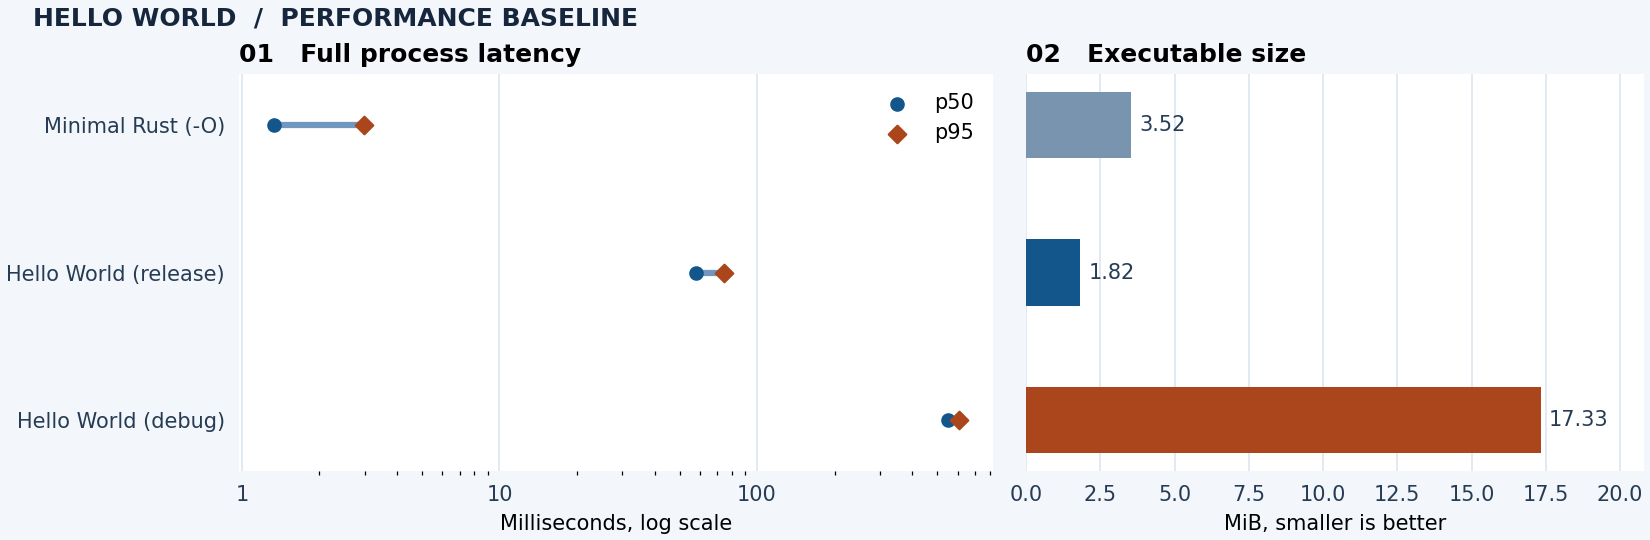 HELLO WORLD / PERFORMANCE BASELINE
01 Full process latency
p50
p95
Minimal Rust (-O)
Hello World (release)
Hello World (debug)
1 10 100
Milliseconds, log scale
02 Executable size
3.52
1.82
17.33
0.0 2.5 5.0 7.5 10.0 12.5 15.0 17.5 20.0
MiB, smaller is better